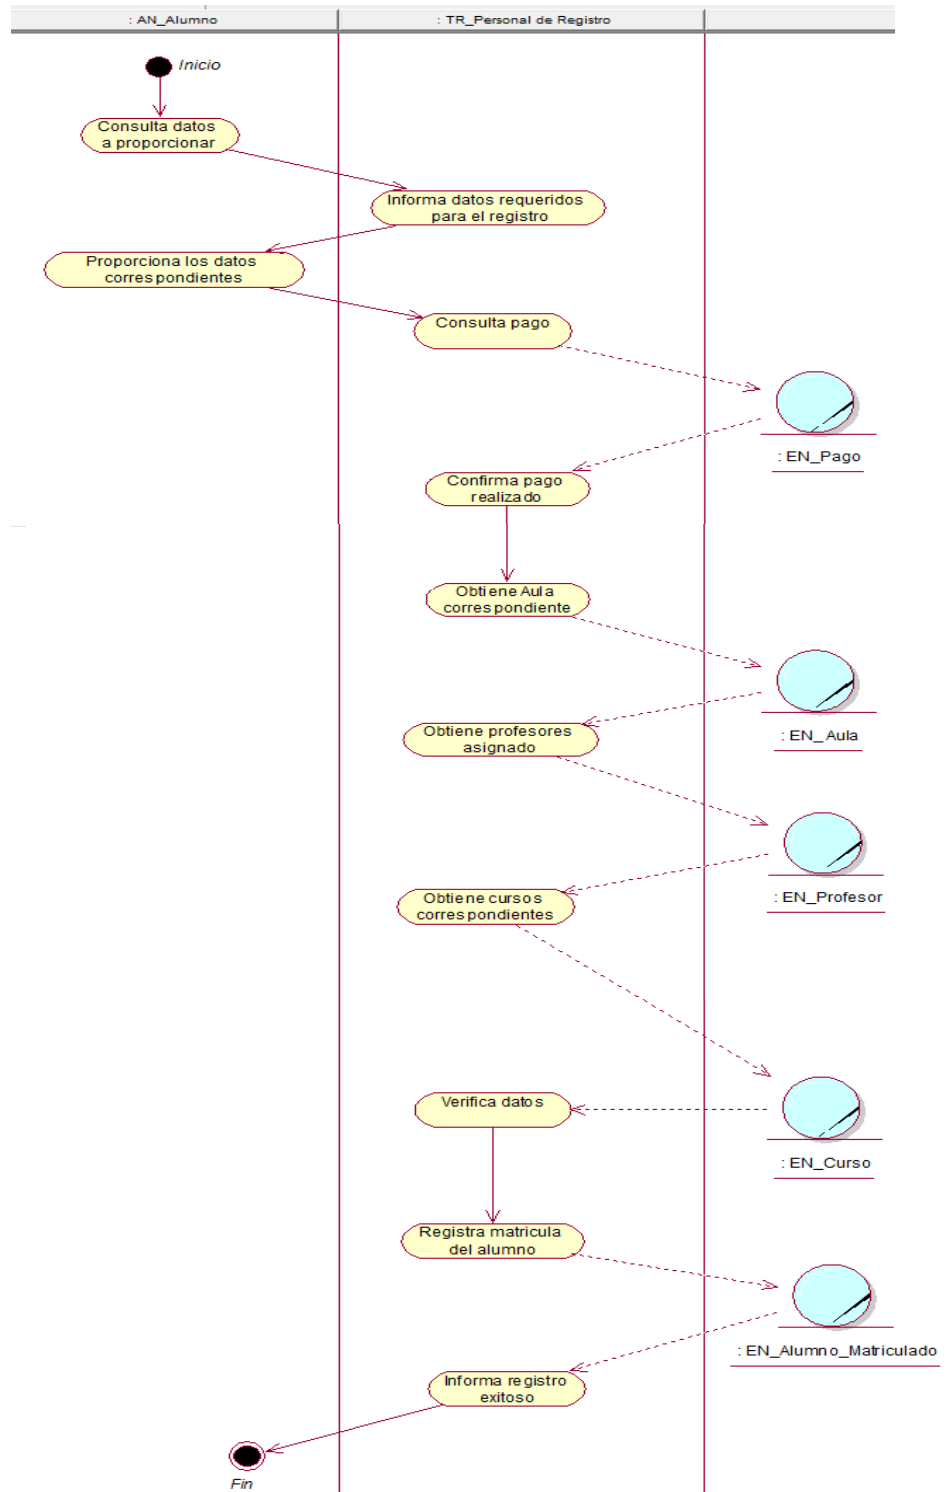 : AN_Alumno
: TR_Personal de Registro
Inicio
Consulta datos
a proporcionar
Informa datos requeridos
para el registro
Proporciona los datos
correspondientes
Consulta pago
: EN_Pago
Confirma pago
realizado
Obtiene Aula
correspondiente
: EN_Aula
Obtiene profesores
asignado
: EN_Profesor
Obtiene cursos
correspondientes
Verifica datos
: EN_Curso
Registra matricula
del alumno
: EN_Alumno_Matriculado
Informa registro
exitoso
Fin